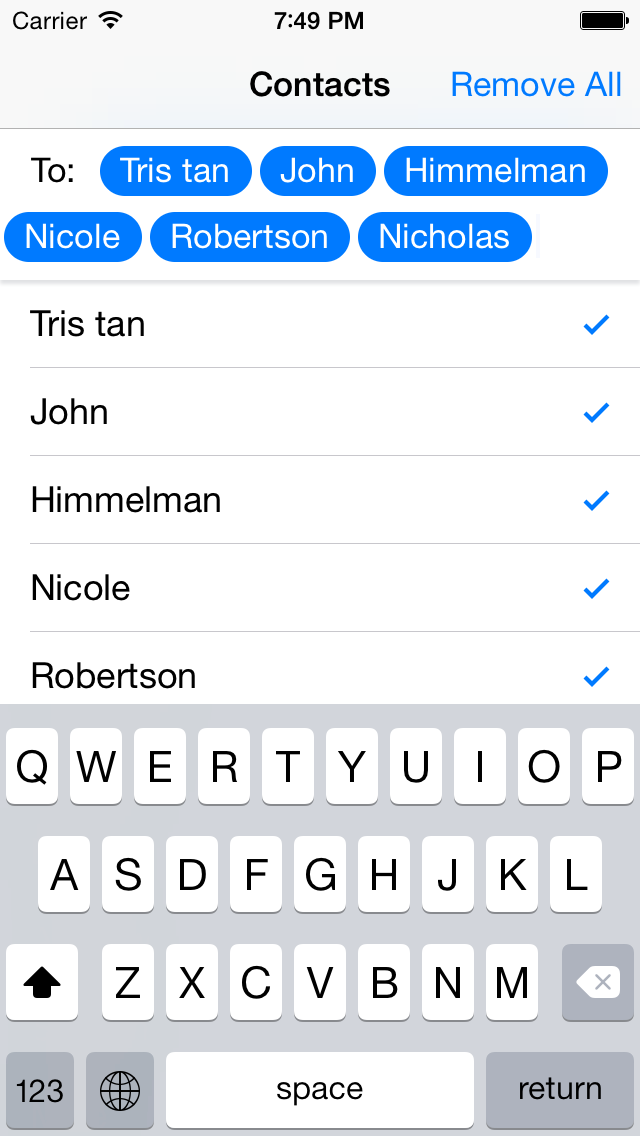 Carrier 7:49 PM
Contacts Remove All
To: Tris tan John Himmelman
Nicole Robertson Nicholas
Tris tan
John
Himmelman
Nicole
Robertson
Q W E R T Y U I O P
A S D F G H J K L
Z X C V B N M
123 space return